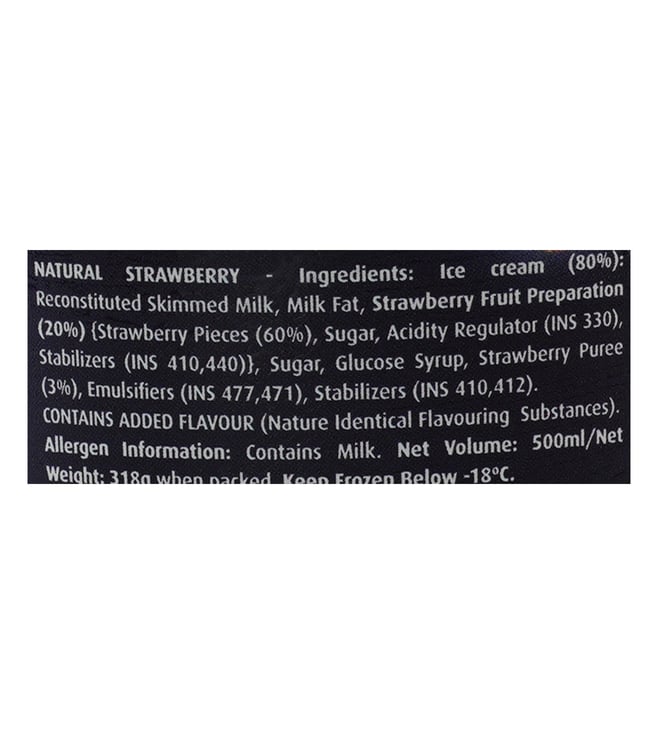 NATURAL STRAWBERRY - Ingredients: Ice cream (80%):
Reconstituted Skimmed Milk, Milk Fat, Strawberry Fruit Preparation
(20%) {Strawberry Pieces (60%), Sugar, Acidity Regulator (INS 330),
Stabilizers (INS 410,440)}, Sugar, Glucose Syrup, Strawberry Puree
(3%), Emulsifiers (INS 477,471), Stabilizers (INS 410,412).
CONTAINS ADDED FLAVOUR (Nature Identical Flavouring Substances).
Allergen Information: Contains Milk. Net Volume: 500ml/Net
Weight: 318g when packed. Keep Frozen Below -18ºC.